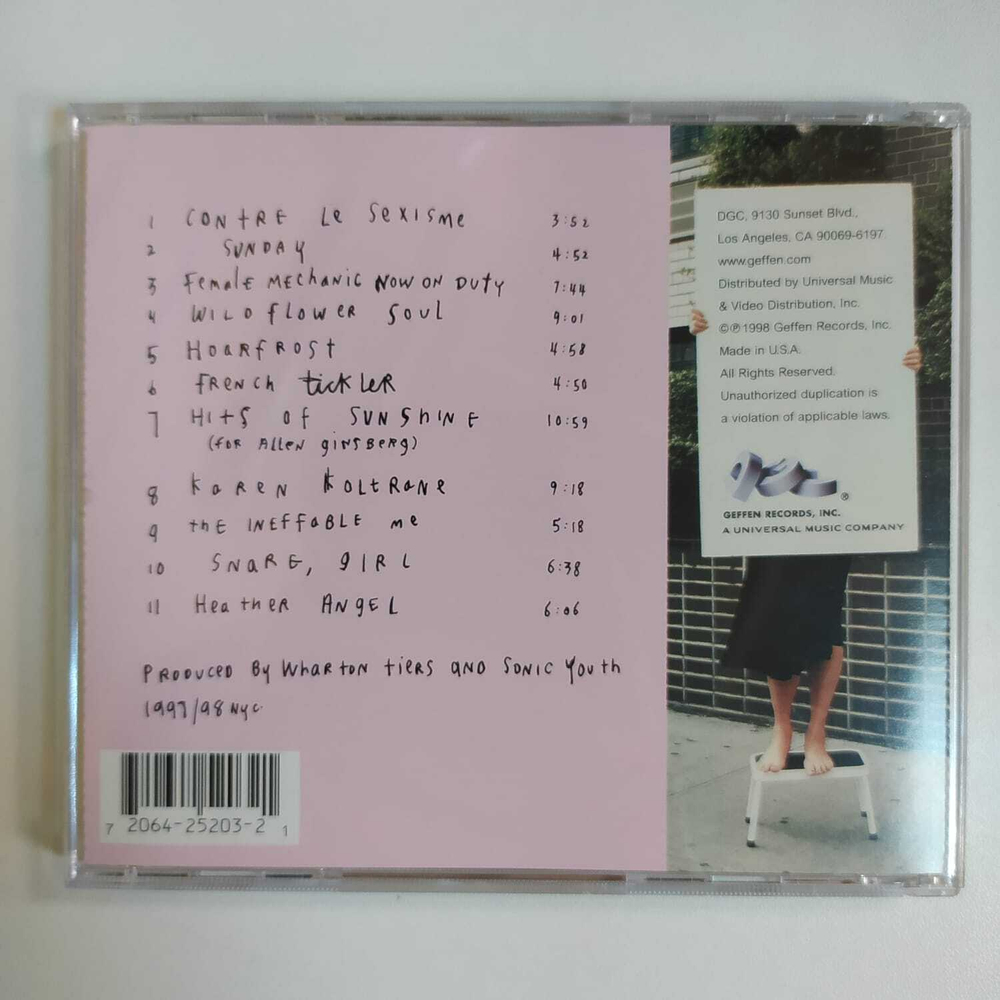 1 CONtRE Le SEXISME 3:52
2 SUNDAY 4:52
3 FEMALE MECHANIC NOW ON DUTY 7:44
4 WILDFLOWER SOUL 9:01
5 HOARFROSt 4:58
6 FRENCH tICKLER 4:50
7 HItS OF SUNSHINE 10:59
(FOR ALLEN GINSBERG)
8 KAREN KOLTRANE 9:18
9 tHE INEFFABLE ME 5:18
10 SNARE, GIRL 6:38
11 HEATHER ANGEL 6:06
PRODUCED BY WHARTON TIERS AND SONIC YOUTH
1997/98 NYC
7 2064-25203-2 1
DGC, 9130 Sunset Blvd.,
Los Angeles, CA 90069-6197
www.geffen.com
Distributed by Universal Music
& Video Distribution, Inc.
©℗1998 Geffen Records, Inc.
Made in U.S.A.
All Rights Reserved.
Unauthorized duplication is
a violation of applicable laws.
®
GEFFEN RECORDS, INC.
A UNIVERSAL MUSIC COMPANY